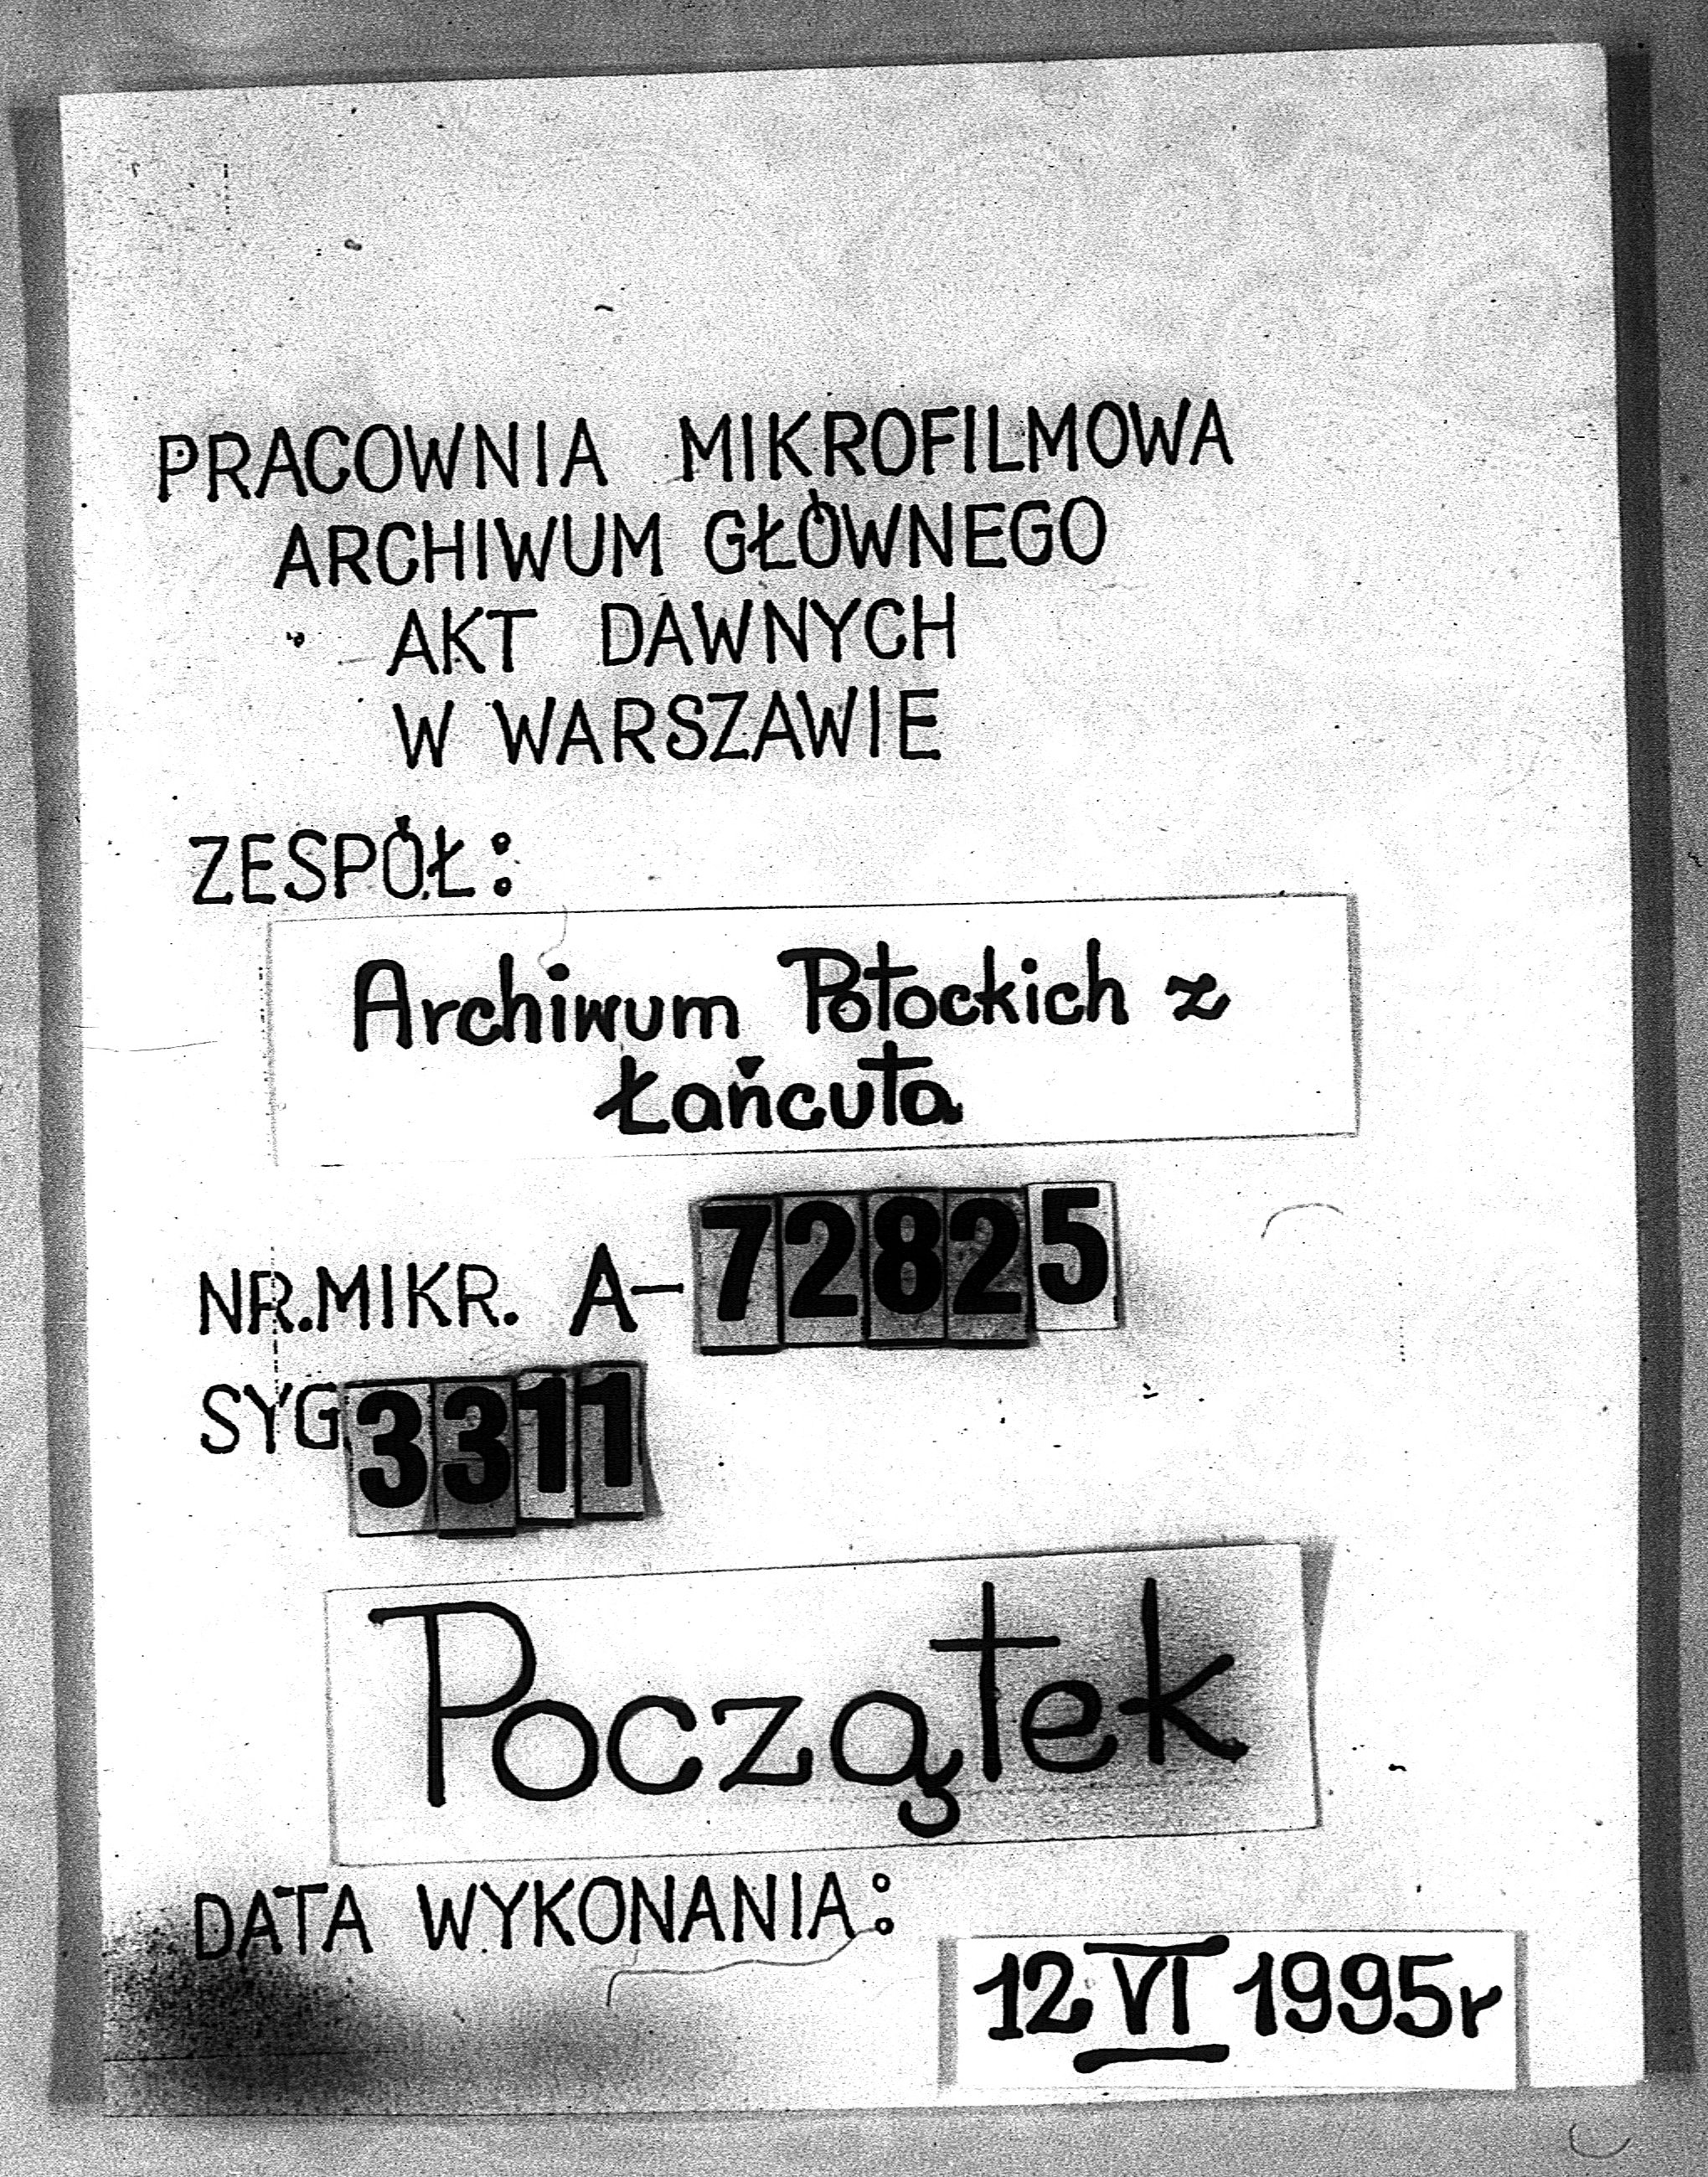 PRACOWNIA MIKROFILMOWA
ARCHIWUM GŁÓWNEGO
AKT DAWNYCH
W WARSZAWIE
ZESPÓŁ:
Archiwum Potockich z
Łańcuta
NR.MIKR. A-72825
SYG 3311
Początek
DATA WYKONANIA:
12 VI 1995r